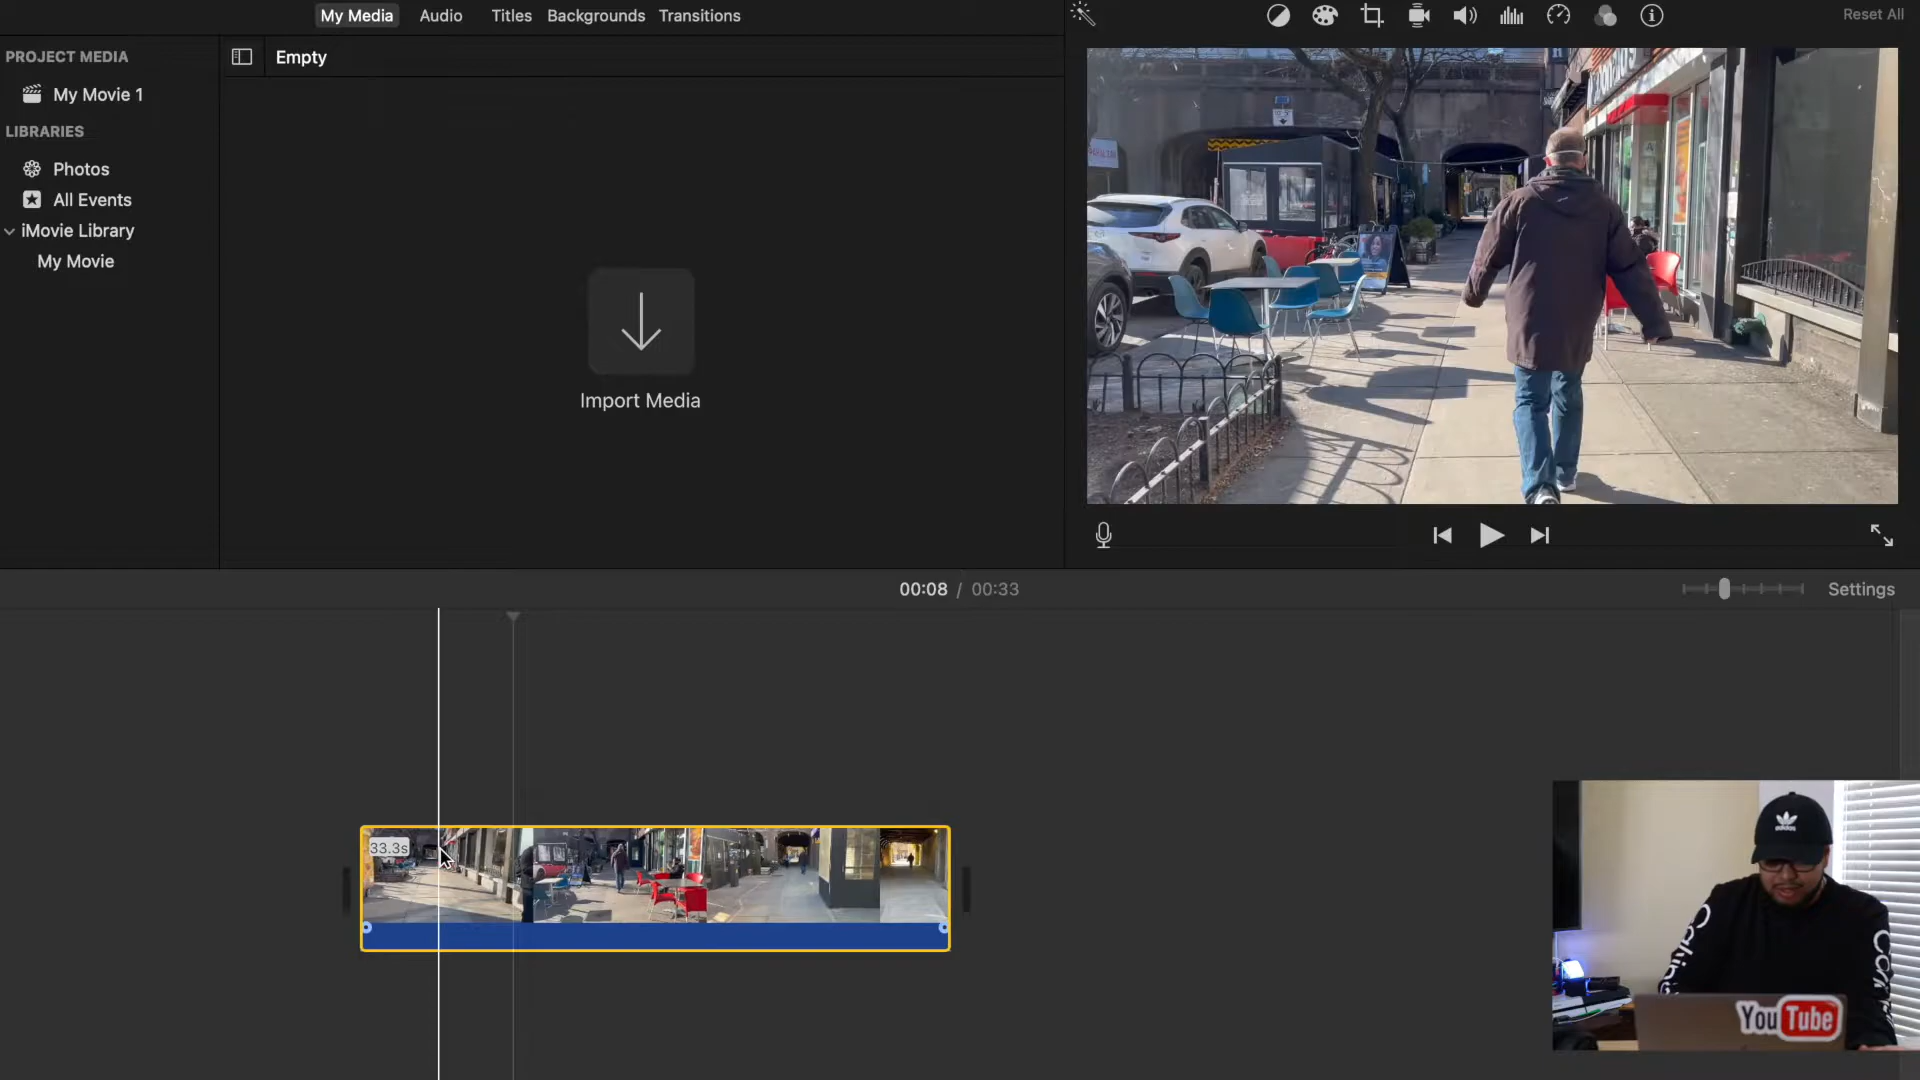 My Media
Audio
Titles
Backgrounds
Transitions
Reset All
PROJECT MEDIA
My Movie 1
LIBRARIES
Photos
All Events
iMovie Library
My Movie
Empty
Import Media
00:08 / 00:33
Settings
33.3s
adidas
YouTube